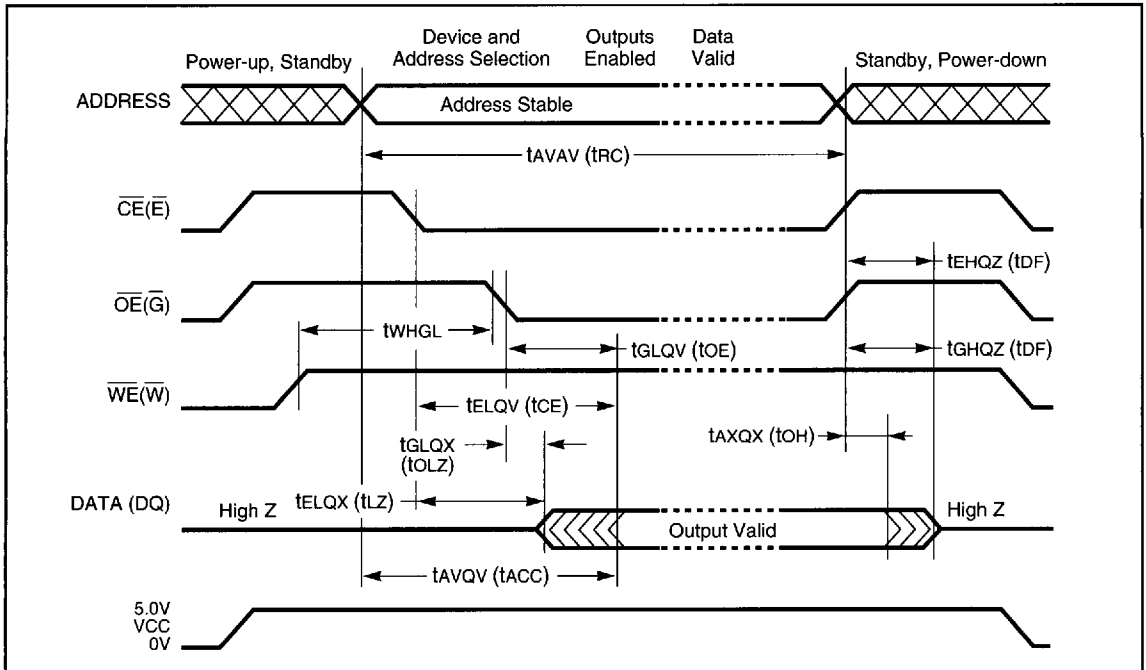 Device and
Address Selection
Outputs
Enabled
Data
Valid
Power-up, Standby
Standby, Power-down
ADDRESS
Address Stable
tAVAV (tRC)
CE(E)
tEHQZ (tDF)
OE(G)
tWHGL
tGLQV (tOE)
tGHQZ (tDF)
WE(W)
tELQV (tCE)
tGLQX
(tOLZ)
tAXQX (tOH)
tELQX (tLZ)
DATA (DQ)
High Z
Output Valid
High Z
tAVQV (tACC)
5.0V
VCC
0V